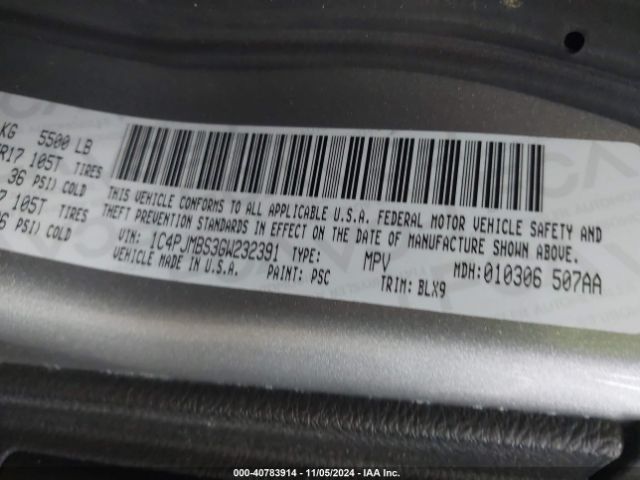 KG 5500 LB
R17 105T TIRES
36 PSI) COLD
7 105T TIRES
6 PSI) COLD
THIS VEHICLE CONFORMS TO ALL APPLICABLE U.S.A. FEDERAL MOTOR VEHICLE SAFETY AND
THEFT PREVENTION STANDARDS IN EFFECT ON THE DATE OF MANUFACTURE SHOWN ABOVE.
VIN: 1C4PJMBS3GW232391 TYPE: MPV MDH:010306 507AA
VEHICLE MADE IN U.S.A. PAINT: PSC TRIM: BLX9
000-40783914 - 11/05/2024 - IAA Inc.